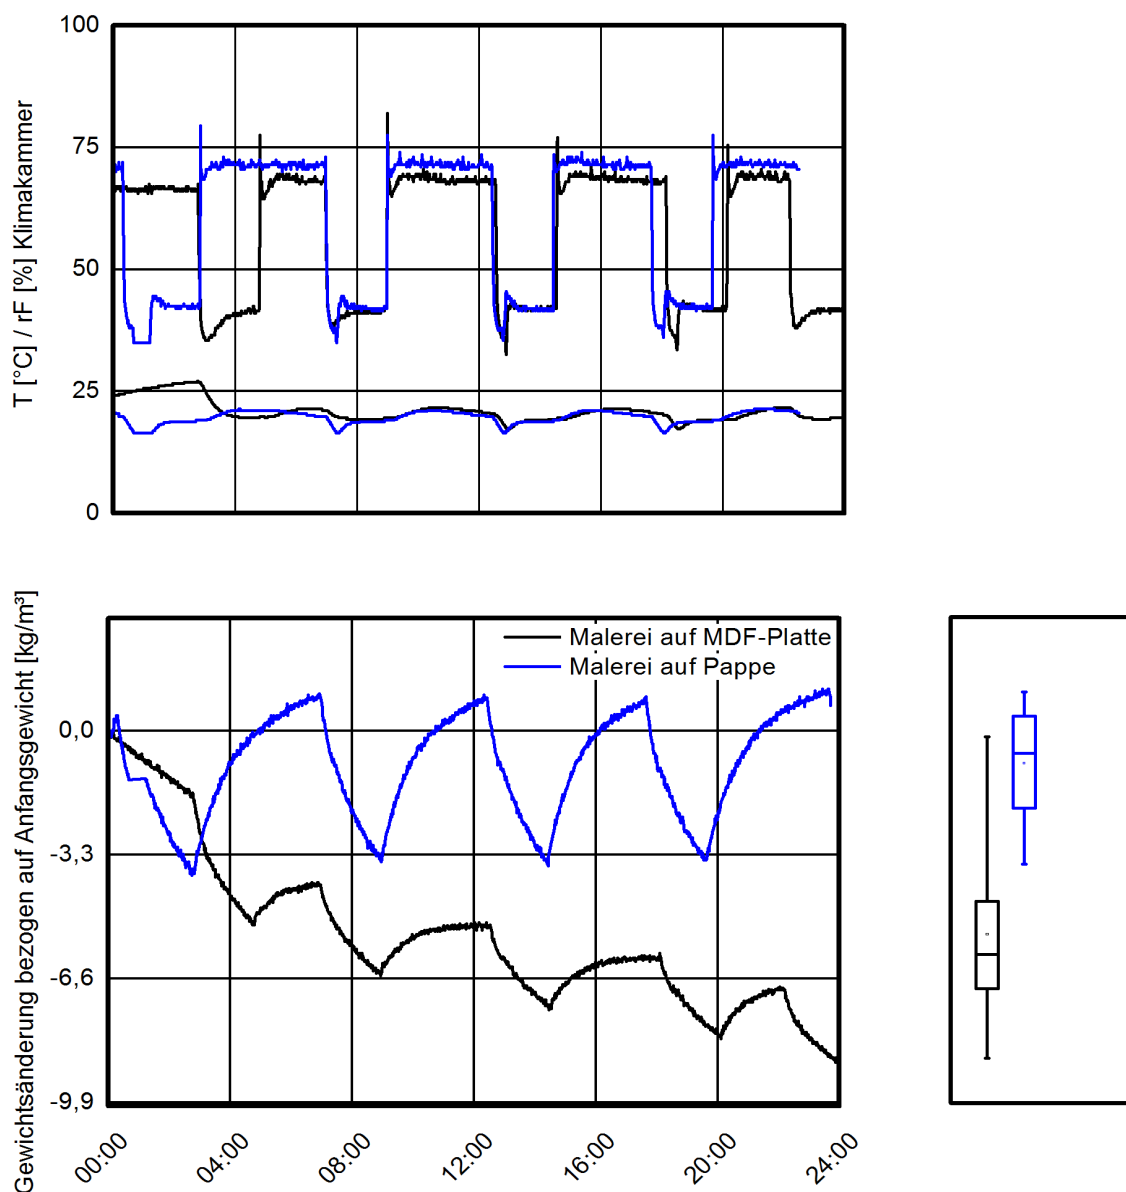 T [°C] / rF [%] Klimakammer
100
75
50
25
0
Gewichtsänderung bezogen auf Anfangsgewicht [kg/m³]
Malerei auf MDF-Platte
Malerei auf Pappe
0,0
-3,3
-6,6
-9,9
00:00 04:00 08:00 12:00 16:00 20:00 24:00